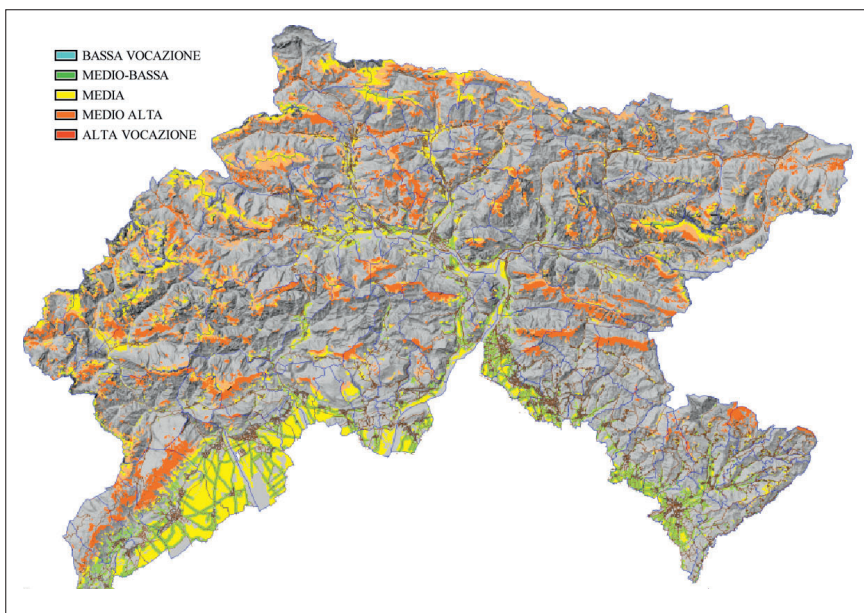 BASSA VOCAZIONE
MEDIO-BASSA
MEDIA
MEDIO ALTA
ALTA VOCAZIONE